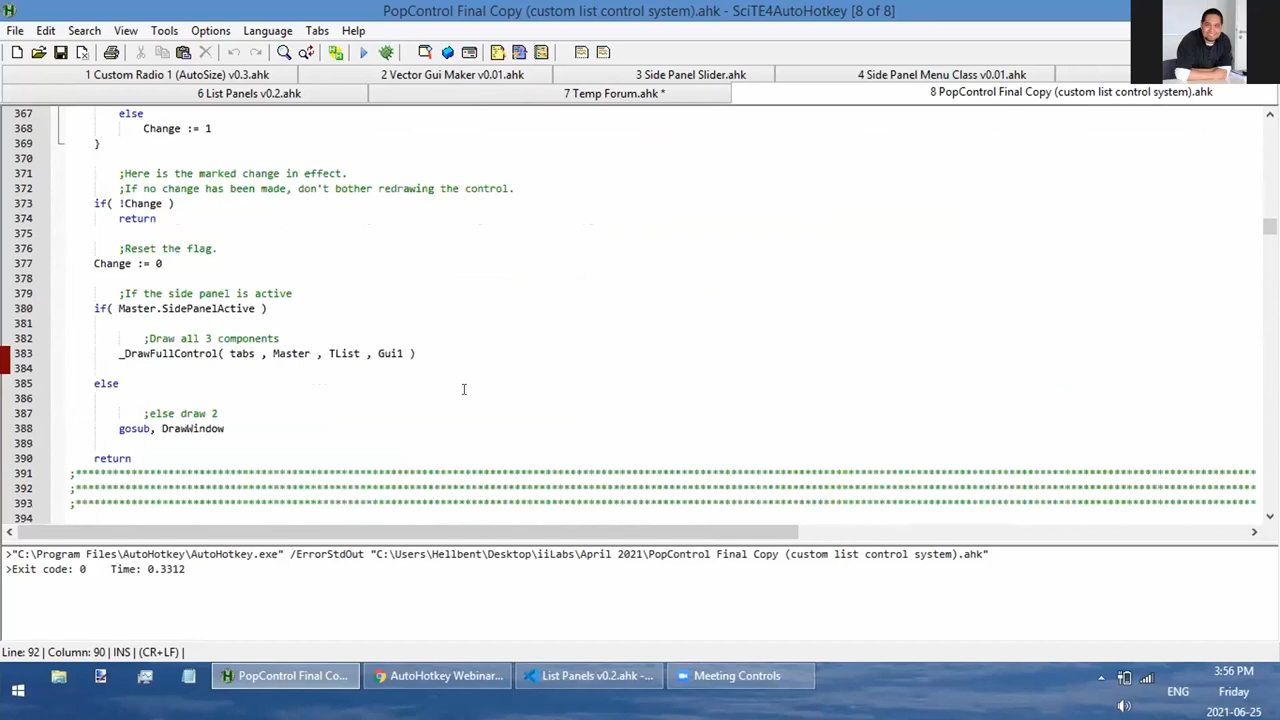 PopControl Final Copy (custom list control system).ahk - SciTE4AutoHotkey [8 of 8]
File Edit Search View Tools Options Language Tabs Help
1 Custom Radio 1 (AutoSize) v0.3.ahk 2 Vector Gui Maker v0.01.ahk 3 Side Panel Slider.ahk 4 Side Panel Menu Class v0.01.ahk
6 List Panels v0.2.ahk 7 Temp Forum.ahk * 8 PopControl Final Copy (custom list control system).ahk
367 else
368 Change := 1
369 }
370
371 ;Here is the marked change in effect.
372 ;If no change has been made, don't bother redrawing the control.
373 if( !Change )
374 return
375
376 ;Reset the flag.
377 Change := 0
378
379 ;If the side panel is active
380 if( Master.SidePanelActive )
381
382 ;Draw all 3 components
383 _DrawFullControl( tabs , Master , TList , Gui1 )
384
385 else
386
387 ;else draw 2
388 gosub, DrawWindow
389
390 return
391
392
393
394
>"C:\Program Files\AutoHotkey\AutoHotkey.exe" /ErrorStdOut "C:\Users\Hellbent\Desktop\iiLabs\April 2021\PopControl Final Copy (custom list control system).ahk"
>Exit code: 0 Time: 0.3312
Line: 92 | Column: 90 | INS | (CR+LF) |
PopControl Final Co... AutoHotkey Webinar... List Panels v0.2.ahk -... Meeting Controls
3:56 PM
ENG Friday
2021-06-25